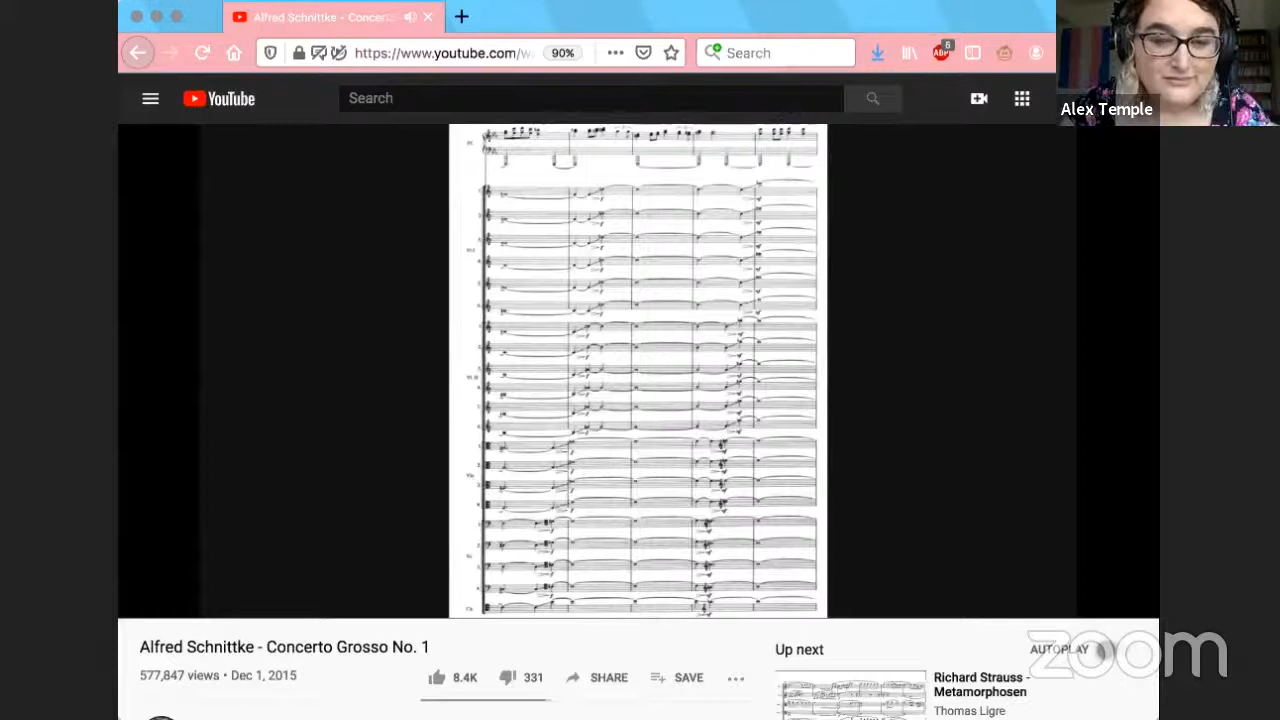 Alfred Schnittke - Concert
https://www.youtube.com/w
90%
Search
6
YouTube
Search
Alex Temple
Alfred Schnittke - Concerto Grosso No. 1
577,847 views • Dec 1, 2015
8.4K
331
SHARE
SAVE
Up next
AUTOPLAY
Richard Strauss -
Metamorphosen
Thomas Ligre
zoom